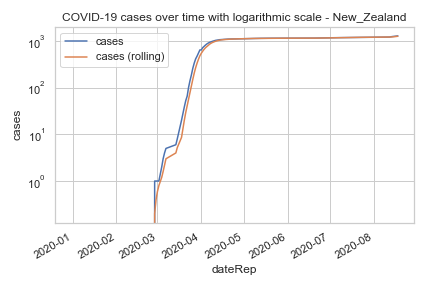 COVID-19 cases over time with logarithmic scale - New_Zealand
cases
cases (rolling)
10³
10²
10¹
10⁰
cases
2020-01
2020-02
2020-03
2020-04
2020-05
2020-06
2020-07
2020-08
dateRep